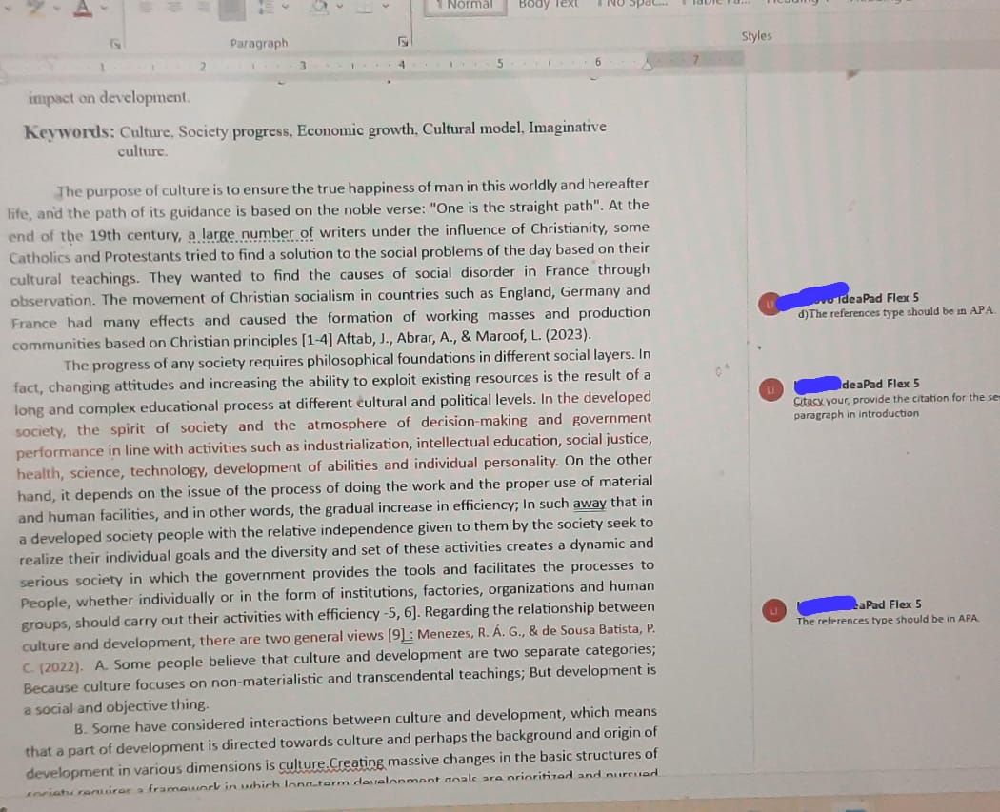 Normal
Body Text
No Spac...
Paragraph
Styles
1 2 3 4 5 6 7
impact on development.
Keywords: Culture, Society progress, Economic growth, Cultural model, Imaginative
culture.
The purpose of culture is to ensure the true happiness of man in this worldly and hereafter
life, and the path of its guidance is based on the noble verse: "One is the straight path". At the
end of the 19th century, a large number of writers under the influence of Christianity, some
Catholics and Protestants tried to find a solution to the social problems of the day based on their
cultural teachings. They wanted to find the causes of social disorder in France through
observation. The movement of Christian socialism in countries such as England, Germany and
France had many effects and caused the formation of working masses and production
communities based on Christian principles [1-4] Aftab, J., Abrar, A., & Maroof, L. (2023).
The progress of any society requires philosophical foundations in different social layers. In
fact, changing attitudes and increasing the ability to exploit existing resources is the result of a
long and complex educational process at different cultural and political levels. In the developed
society, the spirit of society and the atmosphere of decision-making and government
performance in line with activities such as industrialization, intellectual education, social justice,
health, science, technology, development of abilities and individual personality. On the other
hand, it depends on the issue of the process of doing the work and the proper use of material
and human facilities, and in other words, the gradual increase in efficiency; In such away that in
a developed society people with the relative independence given to them by the society seek to
realize their individual goals and the diversity and set of these activities creates a dynamic and
serious society in which the government provides the tools and facilitates the processes to
People, whether individually or in the form of institutions, factories, organizations and human
groups, should carry out their activities with efficiency -5, 6]. Regarding the relationship between
culture and development, there are two general views [9] : Menezes, R. Á. G., & de Sousa Batista, P.
C. (2022). A. Some people believe that culture and development are two separate categories;
Because culture focuses on non-materialistic and transcendental teachings; But development is
a social and objective thing.
B. Some have considered interactions between culture and development, which means
that a part of development is directed towards culture and perhaps the background and origin of
development in various dimensions is culture.Creating massive changes in the basic structures of
society requires a framework in which long-term development goals are prioritized and pursued
LI IdeaPad Flex 5
d)The references type should be in APA.
LI deaPad Flex 5
your, provide the citation for the
paragraph in introduction
LI eaPad Flex 5
The references type should be in APA.